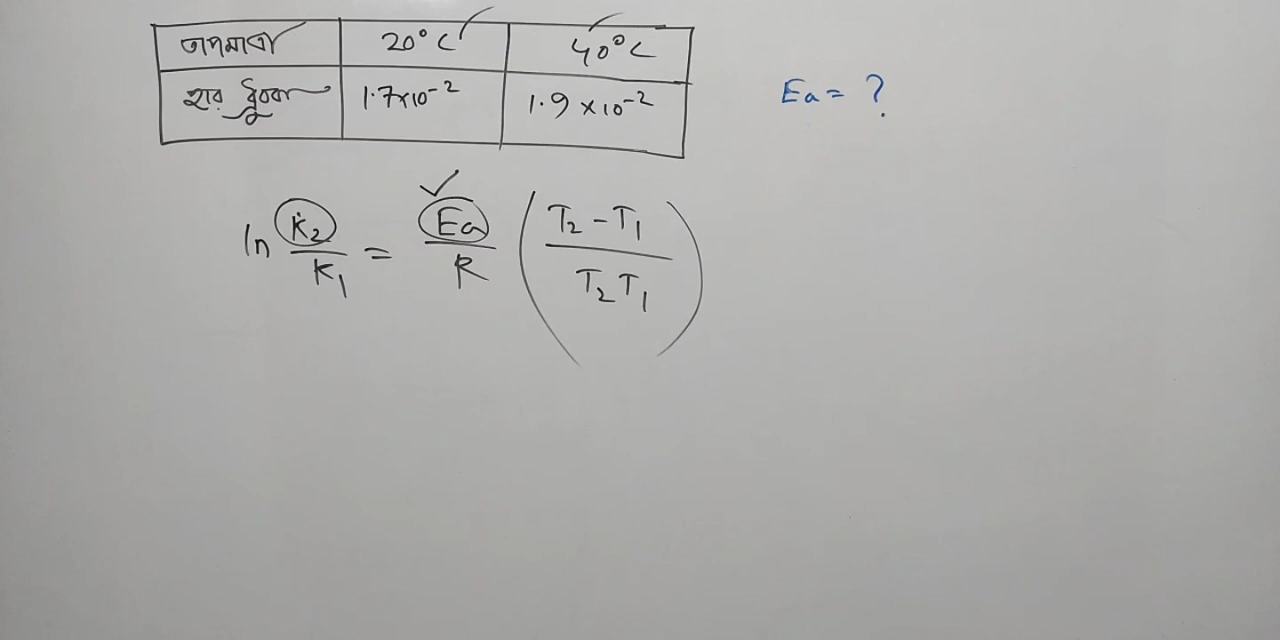 তাপমাত্রা 20°C 40°C
হার ধ্রুবক 1.7×10⁻² 1.9×10⁻²
Ea = ?
ln K₂/K₁ = Ea/R (T₂ − T₁ / T₂T₁)